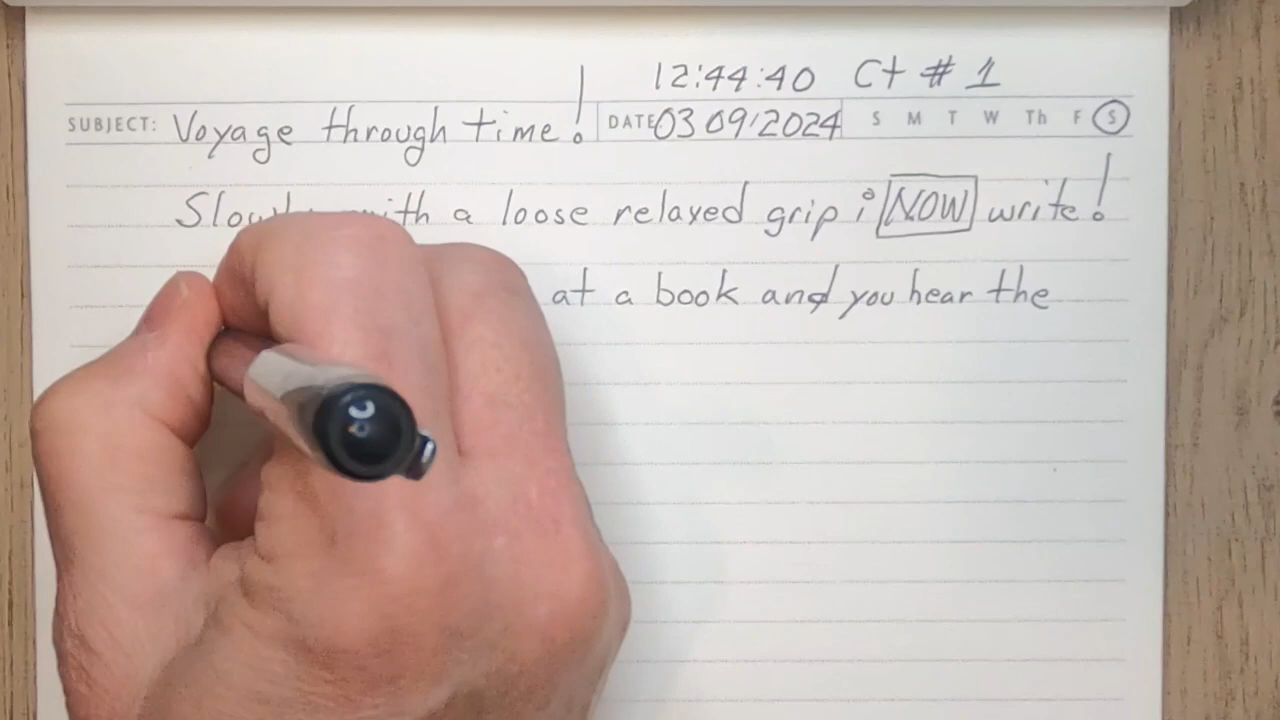 12:44:40 Ct # 1
SUBJECT: Voyage through time! DATE 03 09/2024 S M T W Th F S
a loose relaxed grip ; NOW write!
at a book and you hear the